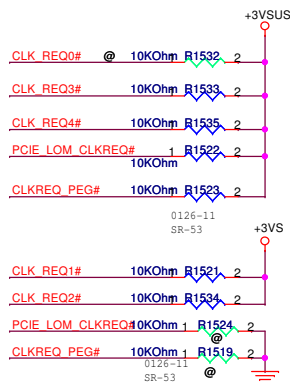 +3VSUS
CLK_REQ0# @ 10KOhm 1 R1532 2
CLK_REQ3# 10KOhm R1533 2
CLK_REQ4# 10KOhm R1535 2
PCIE_LOM_CLKREQ# 1 R1522 2
10KOhm
CLKREQ_PEG# 10KOhm R1523 2
0126-11
SR-53
+3VS
CLK_REQ1# 10KOhm R1521 2
CLK_REQ2# 10KOhm R1534 2
PCIE_LOM_CLKREQ# 10KOhm 1 R1524 2
@
CLKREQ_PEG# 10KOhm 1 R1519 2
0126-11 @
SR-53